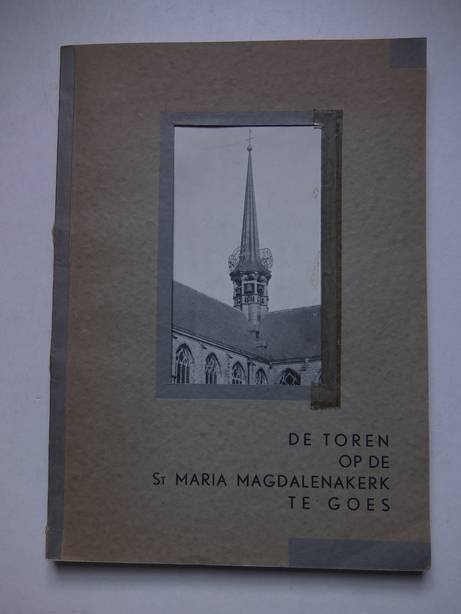 DE TOREN
OP DE
ST MARIA MAGDALENAKERK
TE GOES